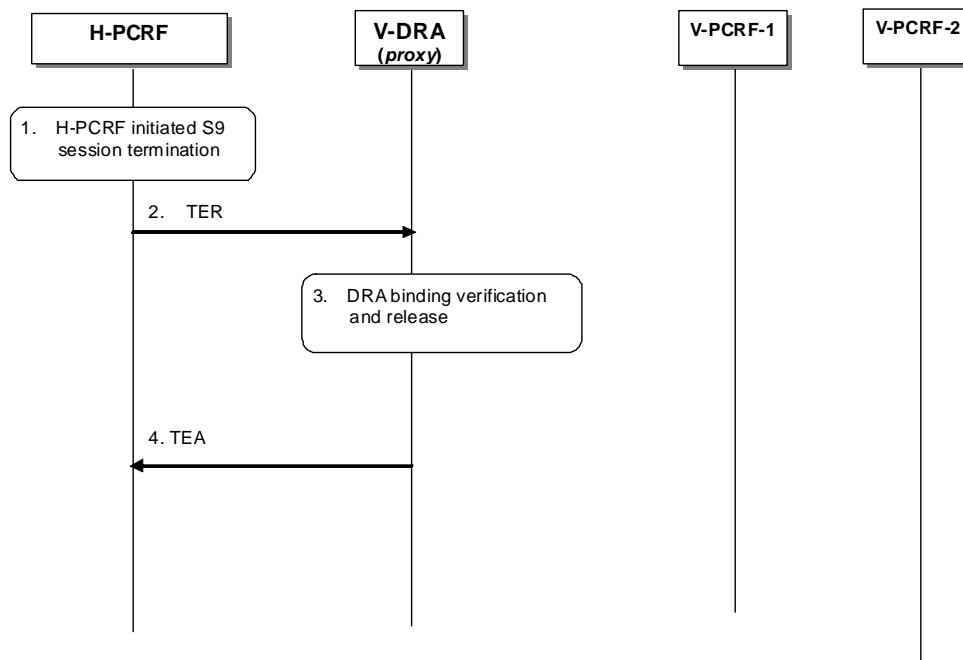 H-PCRF
V-DRA
(proxy)
V-PCRF-1
V-PCRF-2
1. H-PCRF initiated S9
session termination
2. TER
3. DRA binding verification
and release
4. TEA